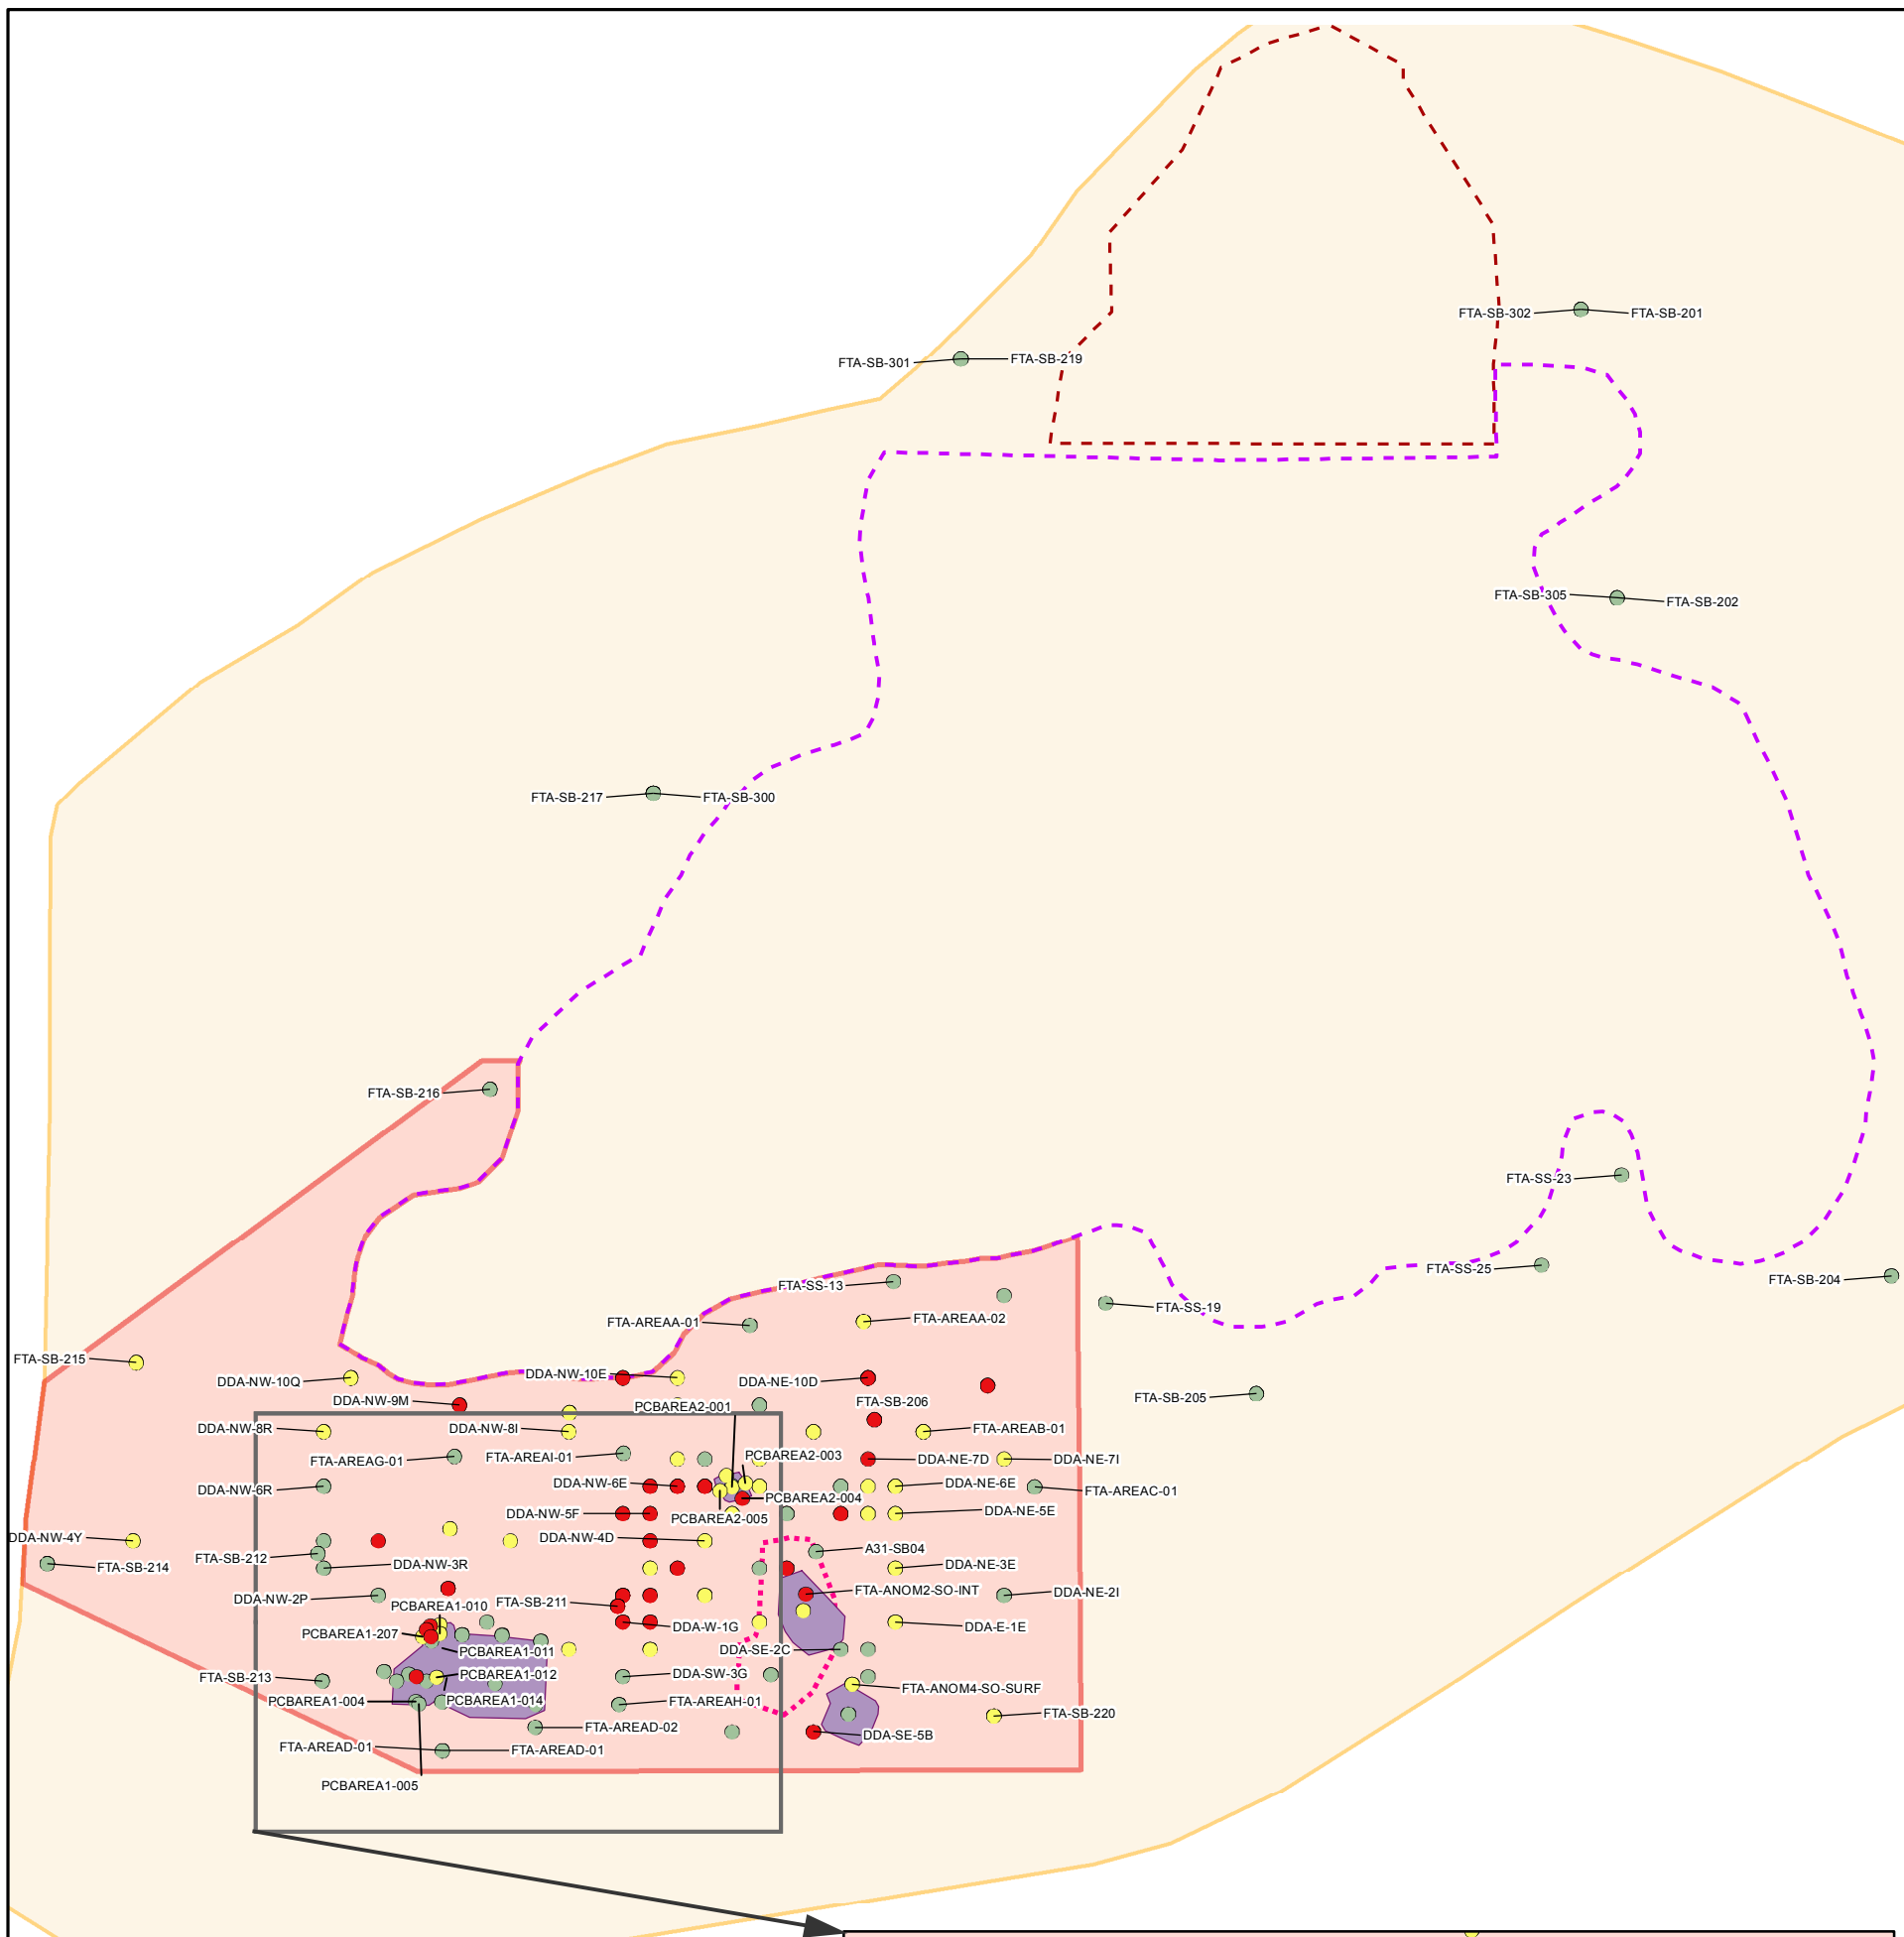 FTA-SB-302
FTA-SB-201
FTA-SB-301
FTA-SB-219
FTA-SB-305
FTA-SB-202
FTA-SB-217
FTA-SB-300
FTA-SB-216
FTA-SS-23
FTA-SS-25
FTA-SB-204
FTA-SS-13
FTA-SS-19
FTA-AREAA-01
FTA-AREAA-02
FTA-SB-215
DDA-NW-10Q
DDA-NW-10E
DDA-NE-10D
FTA-SB-205
DDA-NW-9M
PCBAREA2-001
FTA-SB-206
DDA-NW-8R
DDA-NW-8I
FTA-AREAB-01
FTA-AREAG-01
FTA-AREAI-01
PCBAREA2-003
DDA-NE-7D
DDA-NE-7I
DDA-NW-6R
DDA-NW-6E
PCBAREA2-004
DDA-NE-6E
FTA-AREAC-01
DDA-NW-5F
PCBAREA2-005
DDA-NE-5E
DDA-NW-4Y
DDA-NW-4D
A31-SB04
FTA-SB-212
FTA-SB-214
DDA-NW-3R
DDA-NE-3E
DDA-NW-2P
PCBAREA1-010
FTA-SB-211
FTA-ANOM2-SO-INT
DDA-NE-2I
PCBAREA1-207
DDA-W-1G
DDA-E-1E
PCBAREA1-011
DDA-SE-2C
FTA-SB-213
PCBAREA1-012
DDA-SW-3G
FTA-ANOM4-SO-SURF
PCBAREA1-004
PCBAREA1-014
FTA-AREAH-01
FTA-SB-220
FTA-AREAD-02
DDA-SE-5B
FTA-AREAD-01
FTA-AREAD-01
PCBAREA1-005